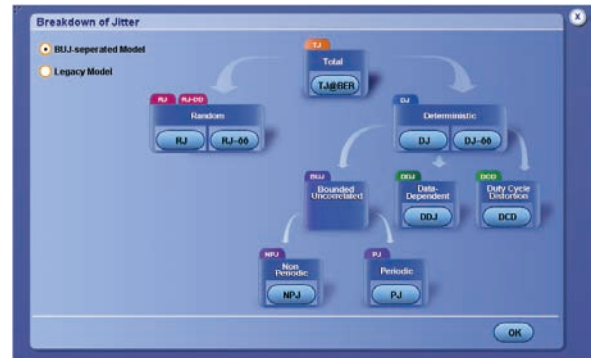 Breakdown of Jitter
X
BUJ-seperated Model
Legacy Model
TJ
Total
TJ@BER
RJ RJ-δδ
Random
RJ RJ-δδ
DJ
Deterministic
DJ DJ-δδ
BUJ
Bounded
Uncorrelated
DDJ
Data-
Dependent
DDJ
DCD
Duty Cycle
Distortion
DCD
NPJ
Non
Periodic
NPJ
PJ
Periodic
PJ
OK